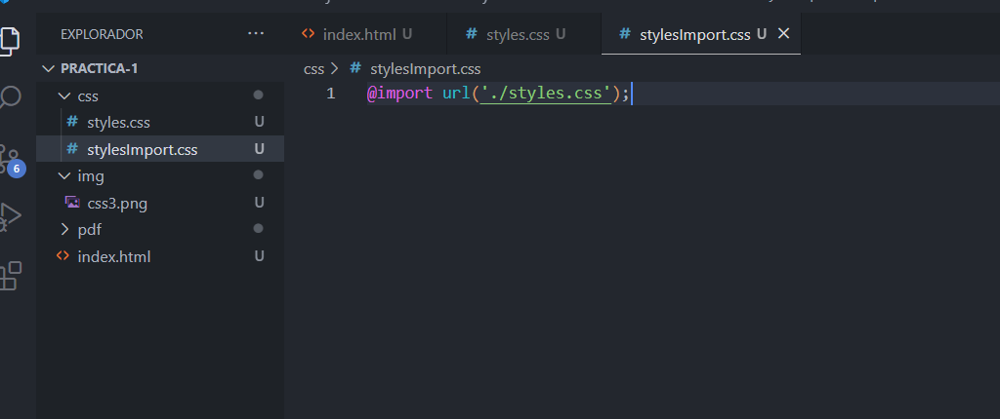 EXPLORADOR ...
index.html U
styles.css U
stylesImport.css U
PRACTICA-1
css
styles.css U
stylesImport.css U
img
css3.png U
pdf
index.html U
6
css > # stylesImport.css
1 @import url('./styles.css');